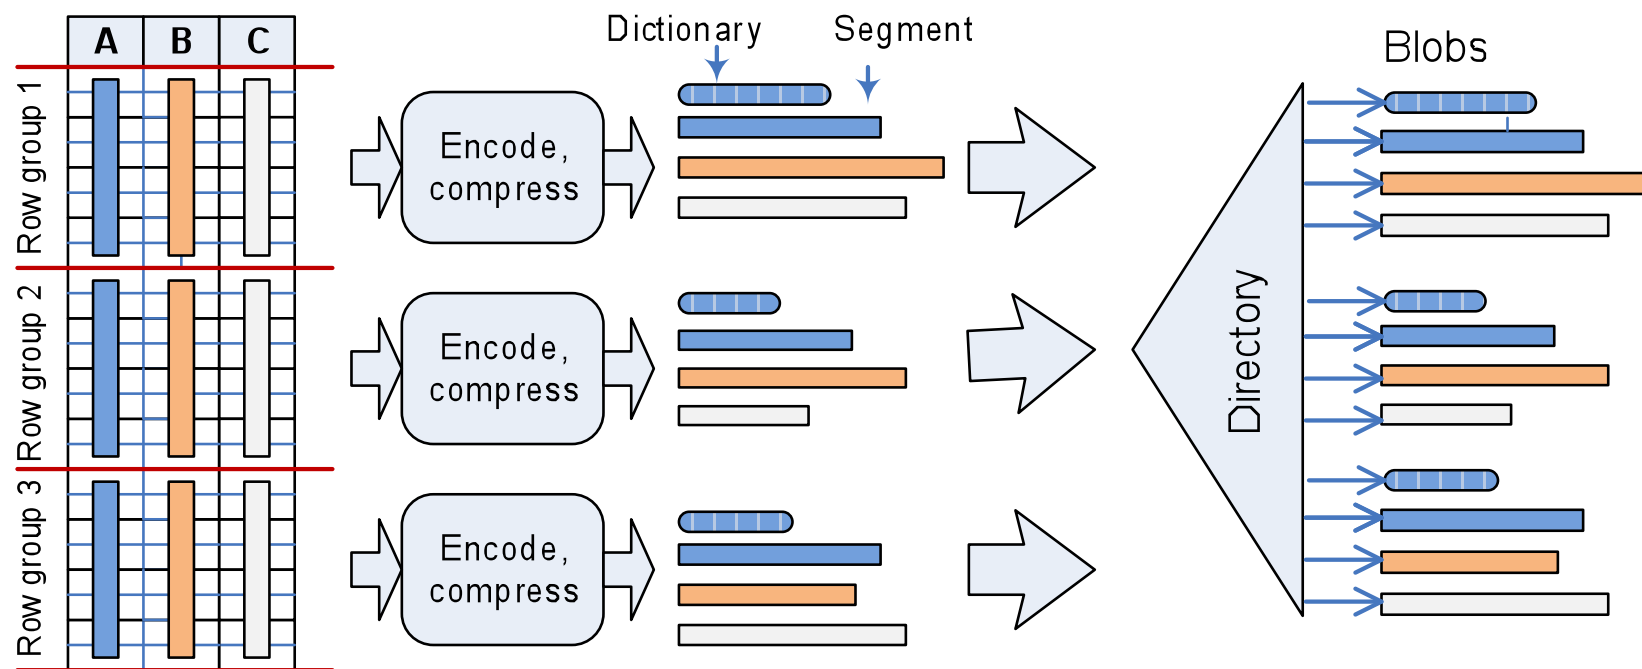 A
B
C
Row group 1
Row group 2
Row group 3
Encode,
compress
Encode,
compress
Encode,
compress
Dictionary
Segment
Directory
Blobs